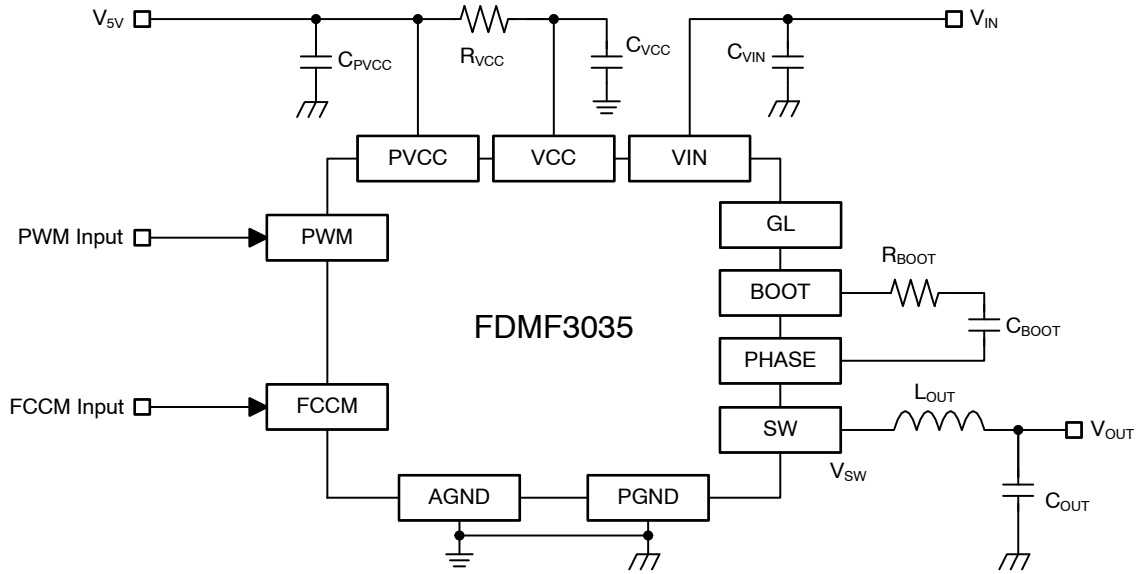 V5V
VIN
RVCC
CPVCC
CVCC
CVIN
PVCC
VCC
VIN
PWM Input
PWM
GL
RBOOT
BOOT
CBOOT
FDMF3035
PHASE
FCCM Input
FCCM
LOUT
SW
VOUT
VSW
AGND
PGND
COUT